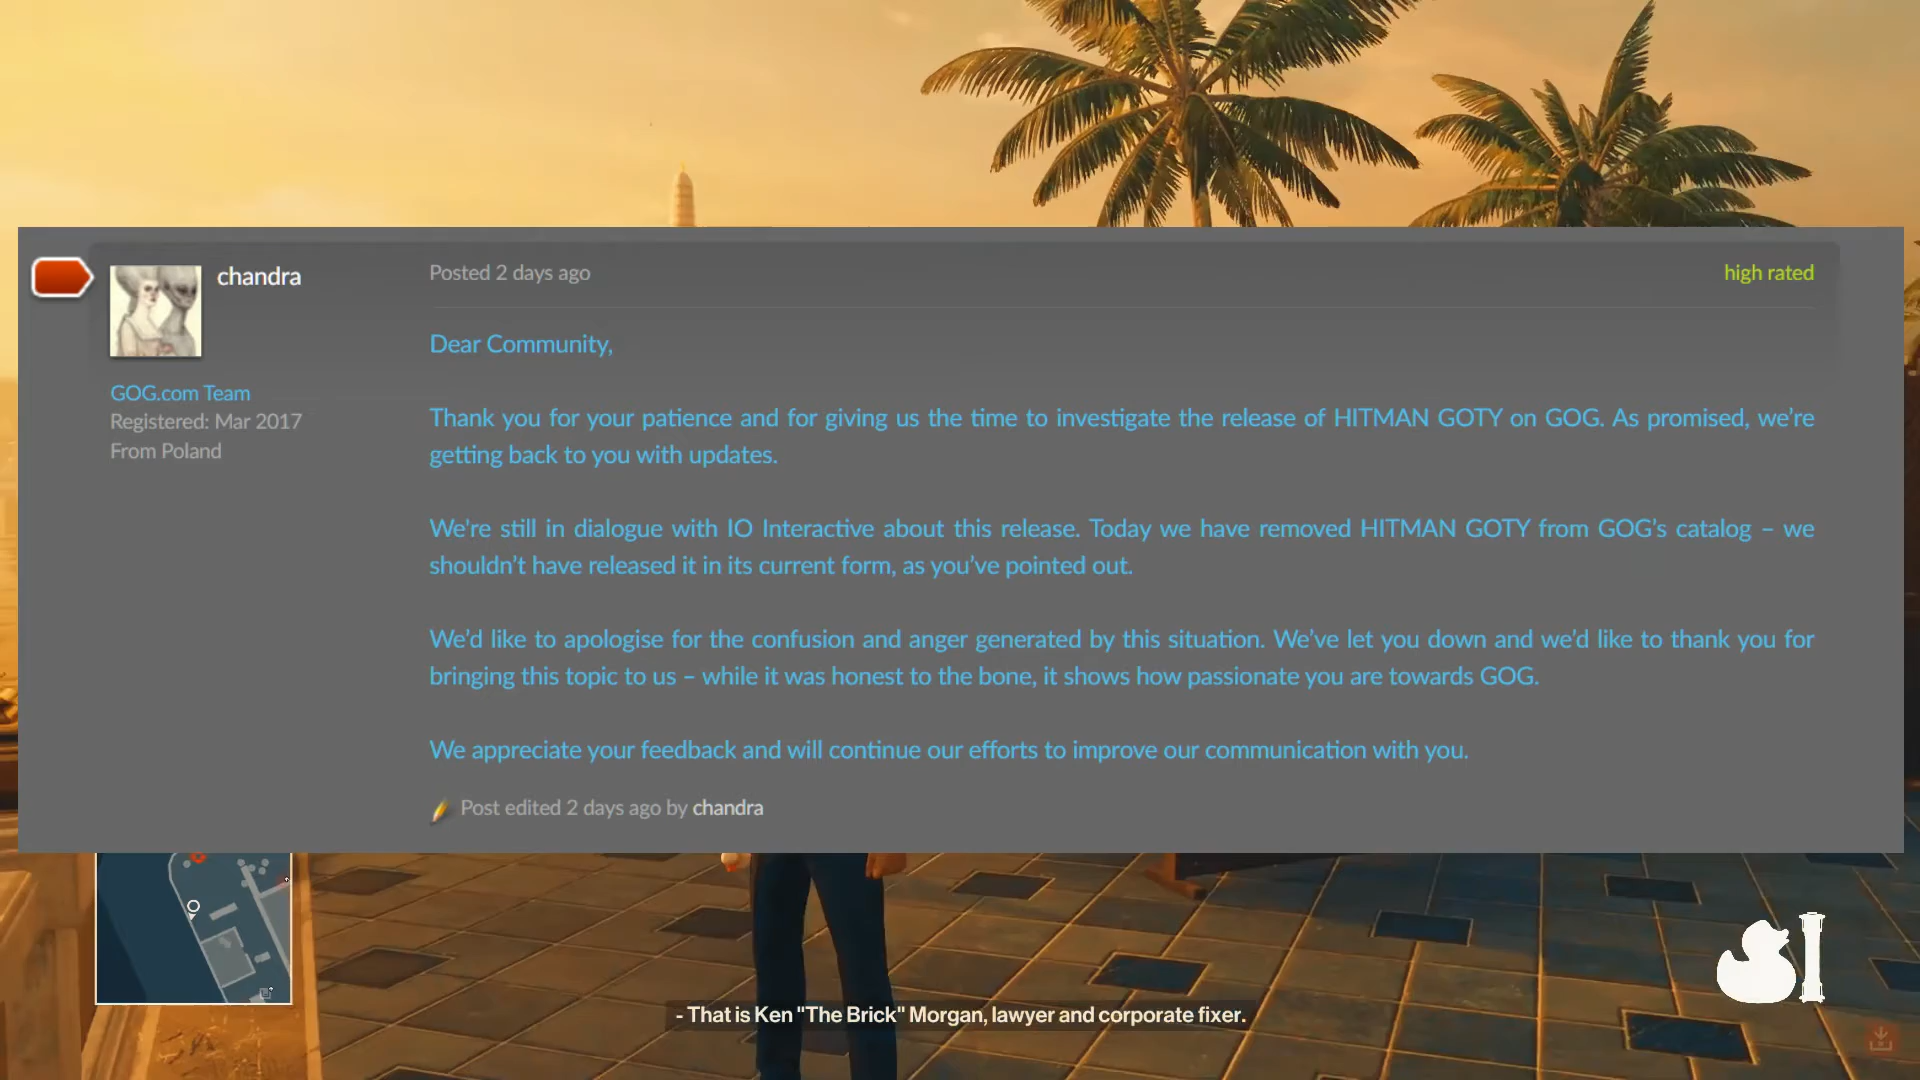 chandra
GOG.com Team
Registered: Mar 2017
From Poland
Posted 2 days ago
high rated
Dear Community,
Thank you for your patience and for giving us the time to investigate the release of HITMAN GOTY on GOG. As promised, we’re
getting back to you with updates.
We're still in dialogue with IO Interactive about this release. Today we have removed HITMAN GOTY from GOG’s catalog – we
shouldn’t have released it in its current form, as you’ve pointed out.
We’d like to apologise for the confusion and anger generated by this situation. We’ve let you down and we’d like to thank you for
bringing this topic to us – while it was honest to the bone, it shows how passionate you are towards GOG.
We appreciate your feedback and will continue our efforts to improve our communication with you.
Post edited 2 days ago by chandra
- That is Ken "The Brick" Morgan, lawyer and corporate fixer.